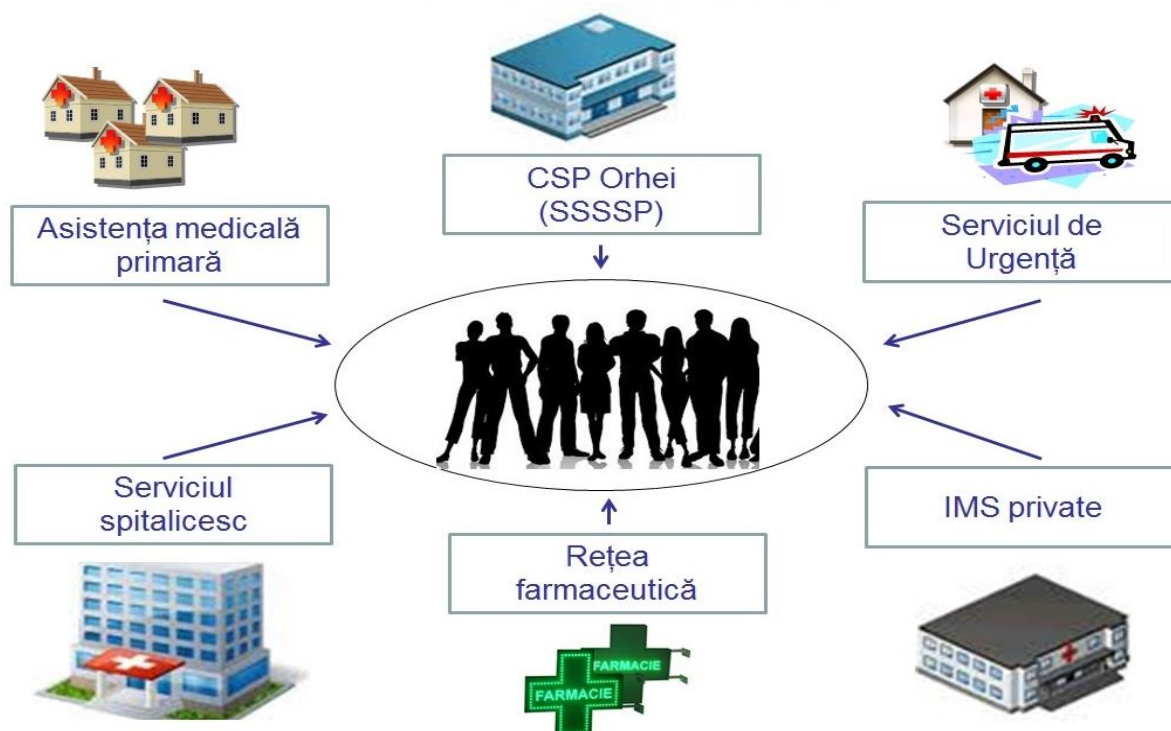 CSP Orhei
(SSSSP)
Asistența medicală
primară
Serviciul de
Urgență
Serviciul
spitalicesc
IMS private
Rețea
farmaceutică
FARMACIE
FARMACIE